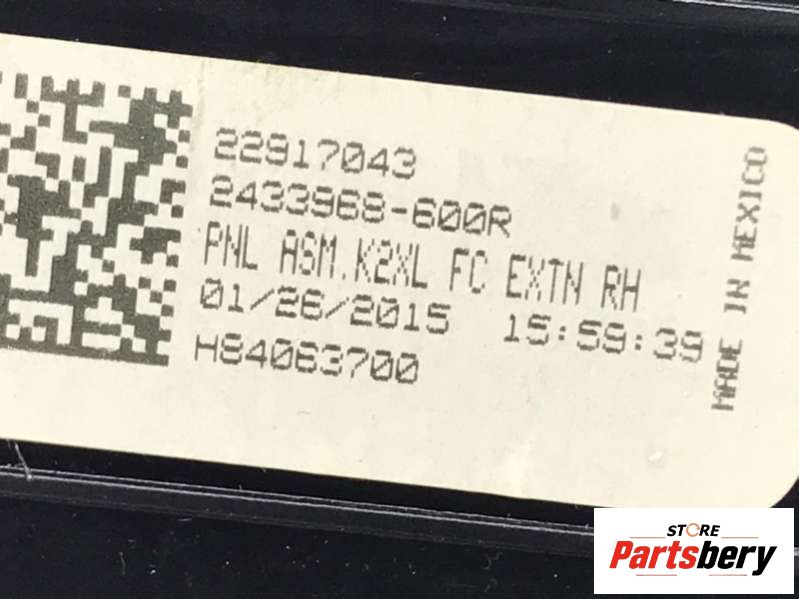 22917043
2433968-600R
PNL ASM.K2XL FC EXTN RH
01/26/2015 15:59:39
H84063700
MADE IN MEXICO
STORE
Partsbery